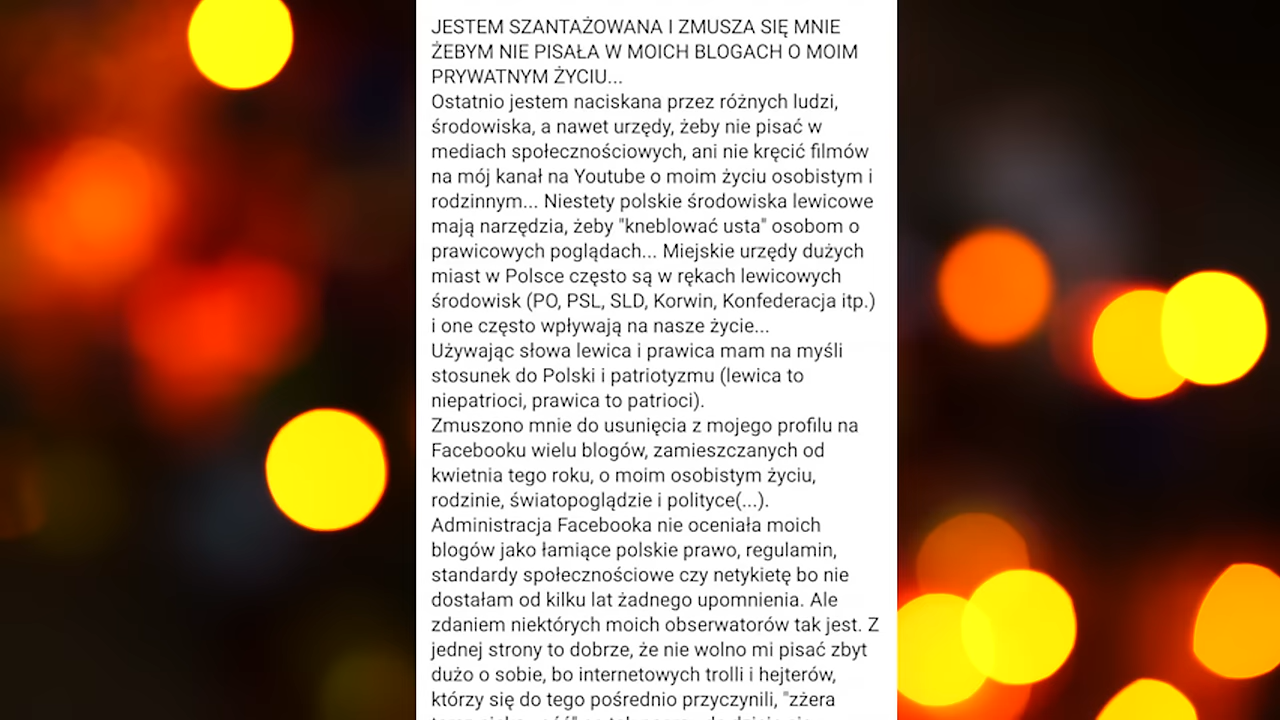 JESTEM SZANTAŻOWANA I ZMUSZA SIĘ MNIE
ŻEBYM NIE PISAŁA W MOICH BLOGACH O MOIM
PRYWATNYM ŻYCIU...
Ostatnio jestem naciskana przez różnych ludzi,
środowiska, a nawet urzędy, żeby nie pisać w
mediach społecznościowych, ani nie kręcić filmów
na mój kanał na Youtube o moim życiu osobistym i
rodzinnym... Niestety polskie środowiska lewicowe
mają narzędzia, żeby "kneblować usta" osobom o
prawicowych poglądach... Miejskie urzędy dużych
miast w Polsce często są w rękach lewicowych
środowisk (PO, PSL, SLD, Korwin, Konfederacja itp.)
i one często wpływają na nasze życie...
Używając słowa lewica i prawica mam na myśli
stosunek do Polski i patriotyzmu (lewica to
niepatrioci, prawica to patrioci).
Zmuszono mnie do usunięcia z mojego profilu na
Facebooku wielu blogów, zamieszczanych od
kwietnia tego roku, o moim osobistym życiu,
rodzinie, światopoglądzie i polityce(...).
Administracja Facebooka nie oceniała moich
blogów jako łamiące polskie prawo, regulamin,
standardy społecznościowe czy netykietę bo nie
dostałam od kilku lat żadnego upomnienia. Ale
zdaniem niektórych moich obserwatorów tak jest. Z
jednej strony to dobrze, że nie wolno mi pisać zbyt
dużo o sobie, bo internetowych trolli i hejterów,
którzy się do tego pośrednio przyczynili, "zżera